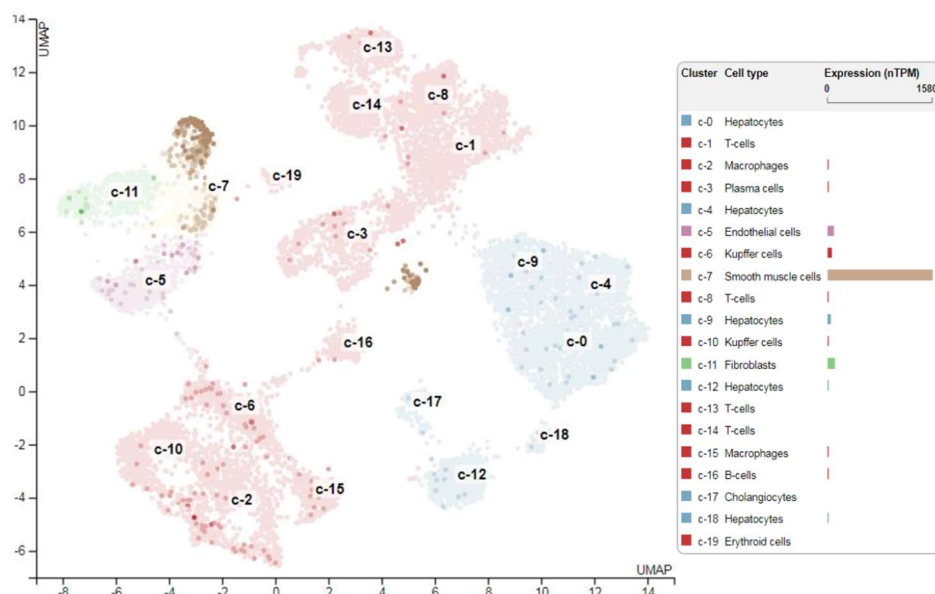 14
UMAP
12
10
8
6
4
2
0
-2
-4
-6
-8 -6 -4 -2 0 2 4 6 8 10 12 14
UMAP
c-13
c-8
c-14
c-1
c-19
c-7
c-11
c-3
c-9
c-5
c-4
c-16
c-0
c-6
c-17
c-10
c-18
c-12
c-15
c-2
Cluster Cell type Expression (nTPM)
0 1580
c-0 Hepatocytes
c-1 T-cells
c-2 Macrophages
c-3 Plasma cells
c-4 Hepatocytes
c-5 Endothelial cells
c-6 Kupffer cells
c-7 Smooth muscle cells
c-8 T-cells
c-9 Hepatocytes
c-10 Kupffer cells
c-11 Fibroblasts
c-12 Hepatocytes
c-13 T-cells
c-14 T-cells
c-15 Macrophages
c-16 B-cells
c-17 Cholangiocytes
c-18 Hepatocytes
c-19 Erythroid cells